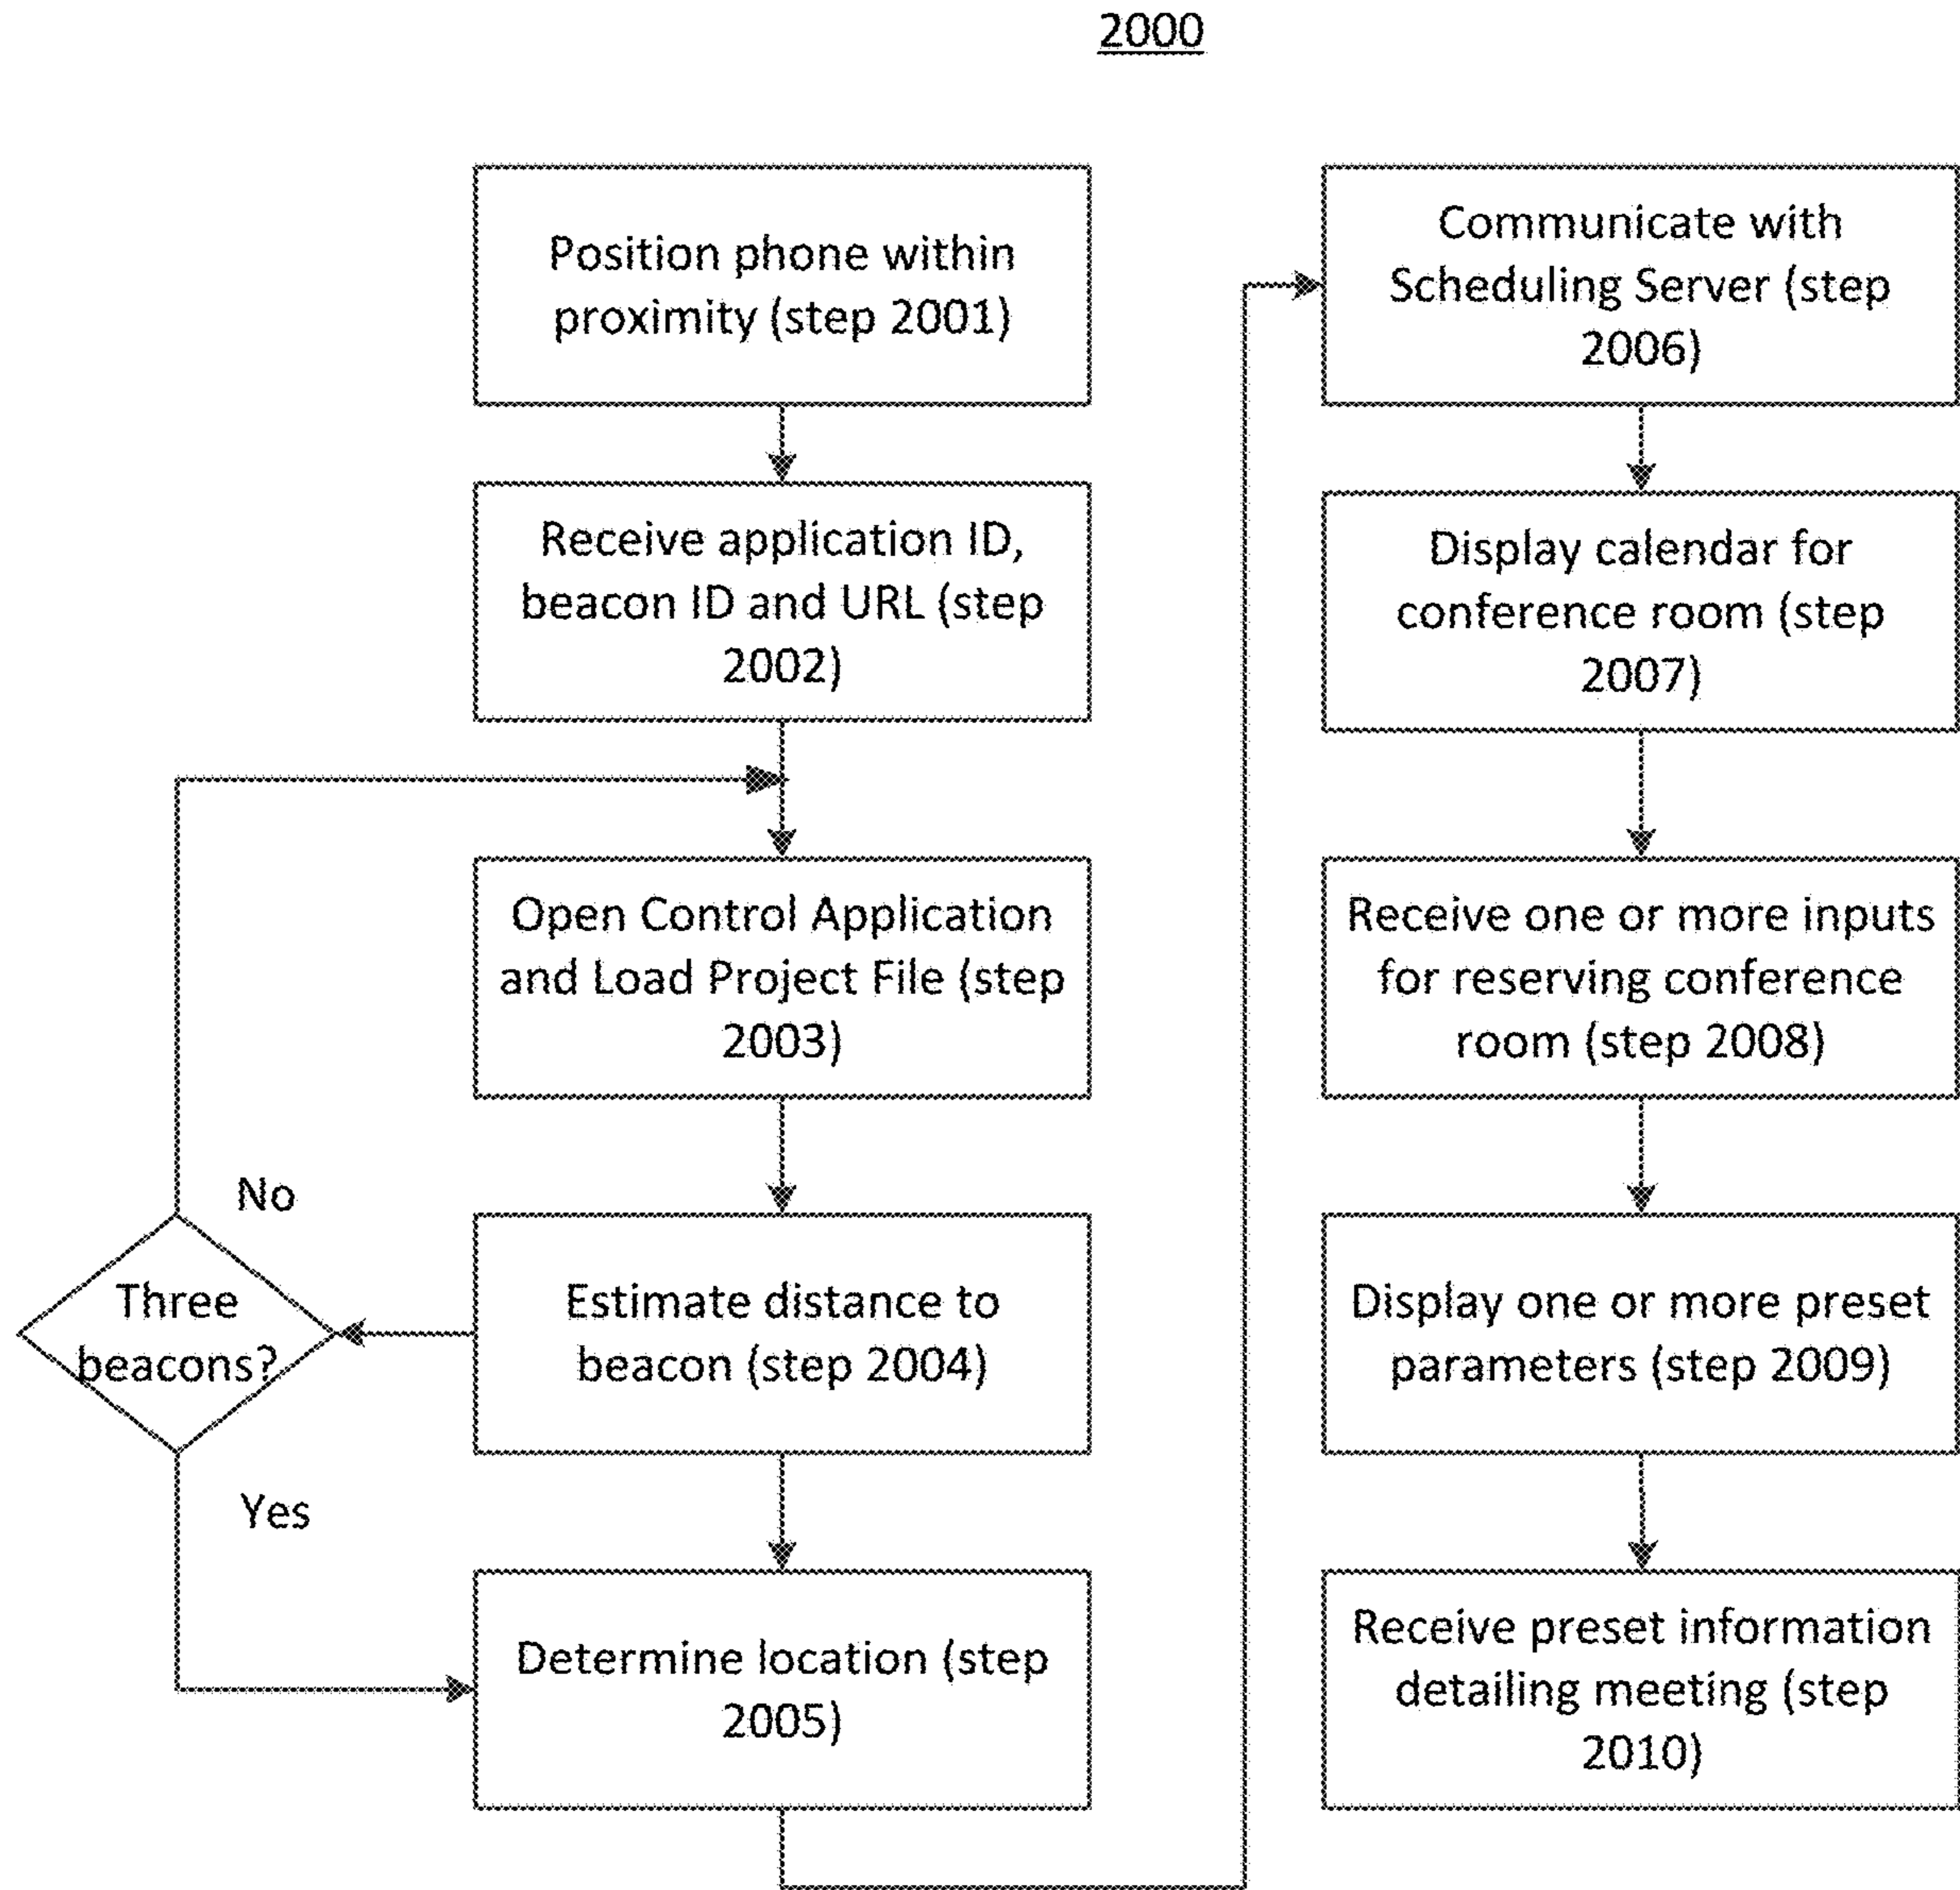 2000
Position phone within
proximity (step 2001)
Receive application ID,
beacon ID and URL (step
2002)
Open Control Application
and Load Project File (step
2003)
No
Three
beacons?
Yes
Estimate distance to
beacon (step 2004)
Determine location (step
2005)
Communicate with
Scheduling Server (step
2006)
Display calendar for
conference room (step
2007)
Receive one or more inputs
for reserving conference
room (step 2008)
Display one or more preset
parameters (step 2009)
Receive preset information
detailing meeting (step
2010)